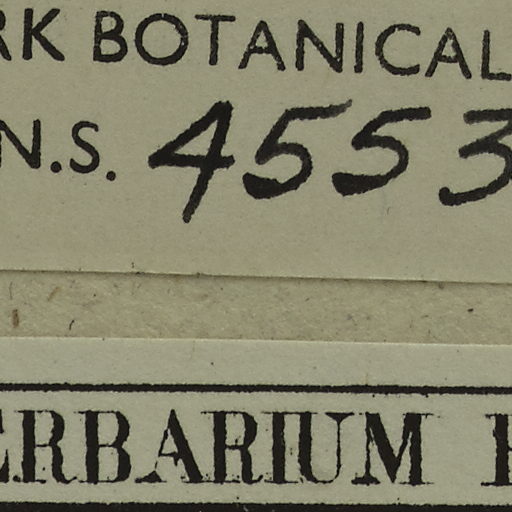 RK BOTANICAL
N.S. 4553
ERBARIUM